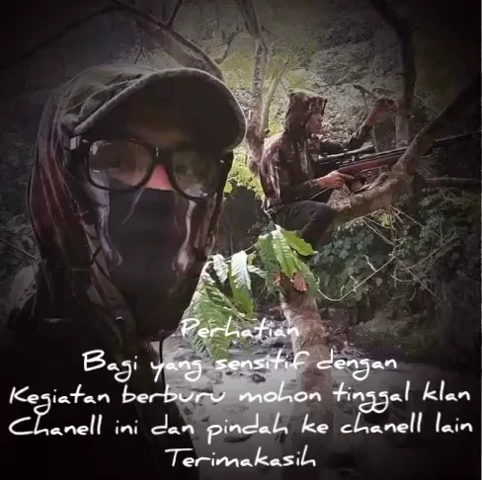 Perhatian
Bagi yang sensitif dengan
Kegiatan berburu mohon tinggal klan
Chanell ini dan pindah ke chanell lain
Terimakasih